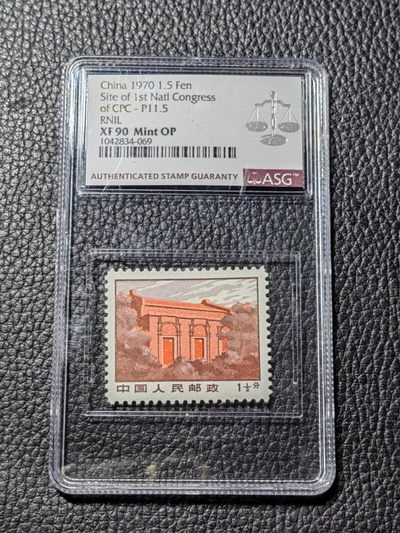 China 1970 1.5 Fen
Site of 1st Natl Congress
of CPC - P11.5
RNIL
XF 90 Mint OP
1042834-069
AUTHENTICATED STAMP GUARANTY
ASG™
中国人民邮政
1½分